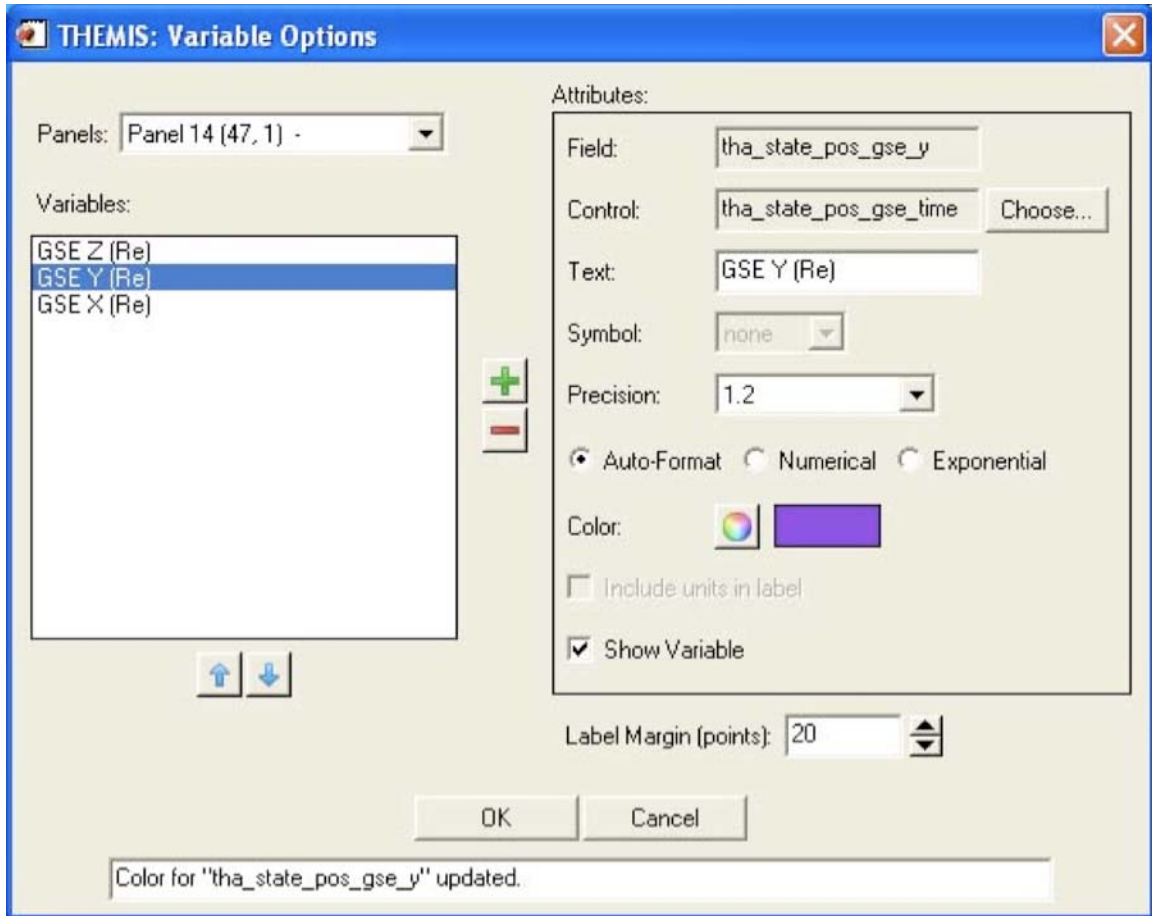 THEMIS: Variable Options
Panels: Panel 14 (47, 1) -
Variables:
GSE Z (Re)
GSE Y (Re)
GSE X (Re)
Attributes:
Field: tha_state_pos_gse_y
Control: tha_state_pos_gse_time Choose...
Text: GSE Y (Re)
Symbol: none
Precision: 1.2
Auto-Format Numerical Exponential
Color:
Include units in label
Show Variable
Label Margin (points): 20
OK Cancel
Color for "tha_state_pos_gse_y" updated.